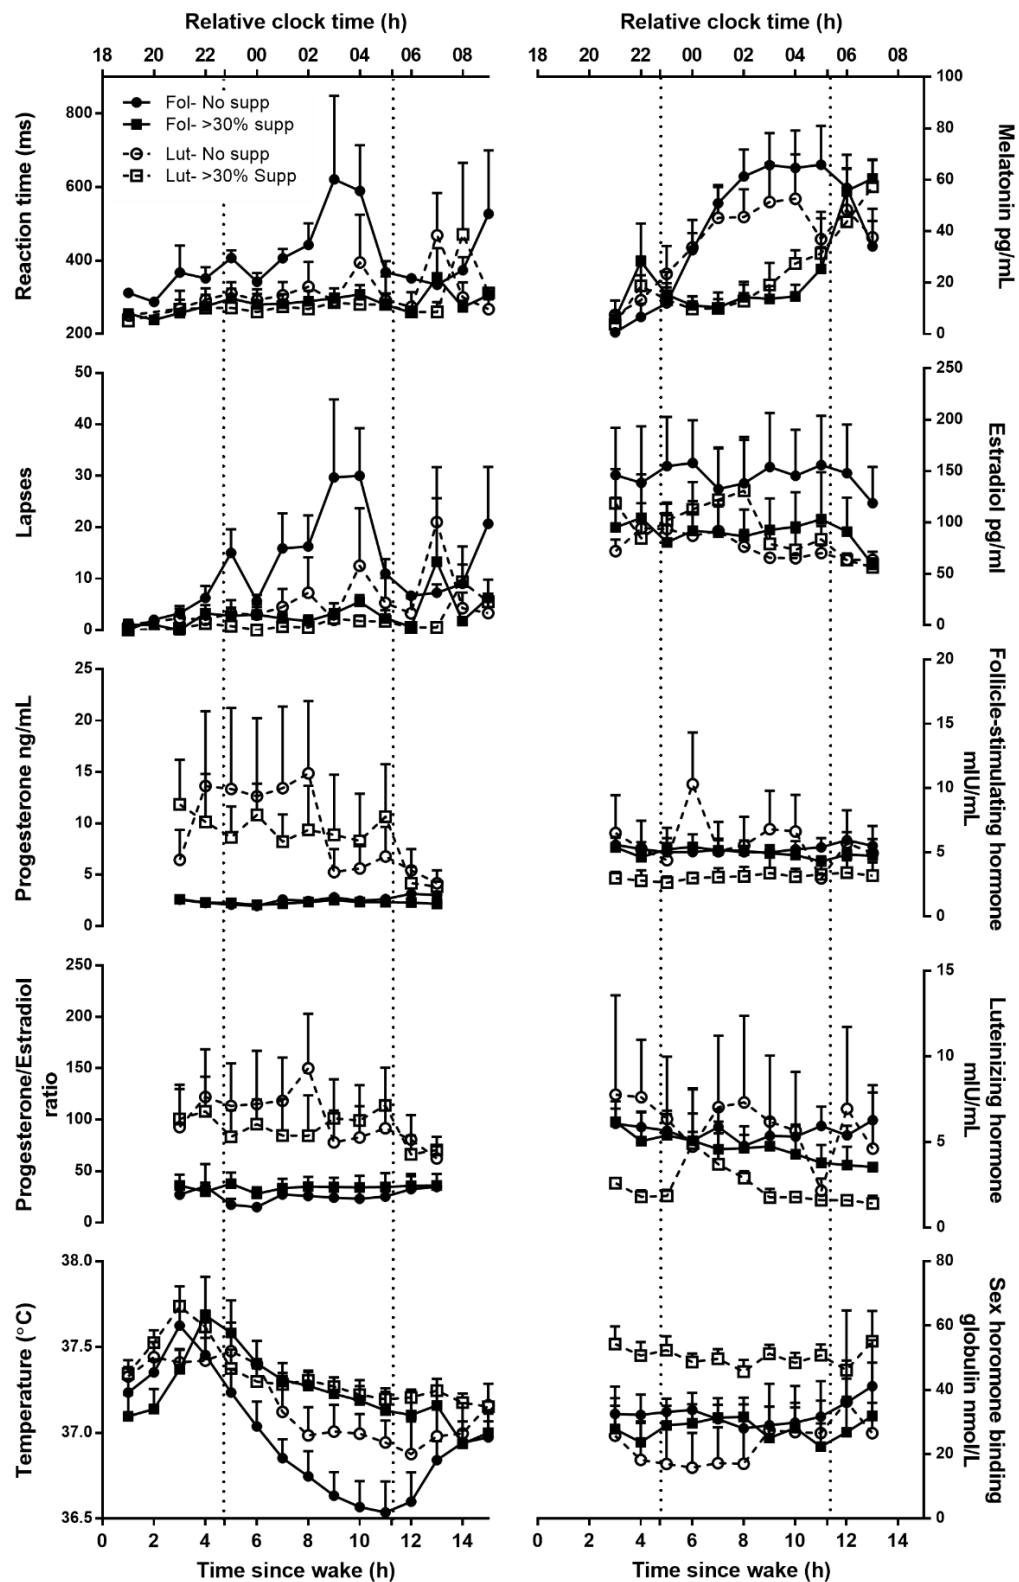 Relative clock time (h)
Relative clock time (h)
18 20 22 00 02 04 06 08
18 20 22 00 02 04 06 08
Fol- No supp
Fol- >30% supp
Lut- No supp
Lut- >30% Supp
Reaction time (ms)
800
600
400
200
Melatonin pg/mL
100
80
60
40
20
0
Lapses
50
40
30
20
10
0
Estradiol pg/ml
250
200
150
100
50
0
Progesterone ng/mL
25
20
15
10
5
0
Follicle-stimulating hormone
mIU/mL
20
15
10
5
0
Progesterone/Estradiol
ratio
250
200
150
100
50
0
Luteinizing hormone
mIU/mL
15
10
5
0
Temperature (°C)
38.0
37.5
37.0
36.5
Sex horomone binding
globulin nmol/L
80
60
40
20
0
0 2 4 6 8 10 12 14
0 2 4 6 8 10 12 14
Time since wake (h)
Time since wake (h)